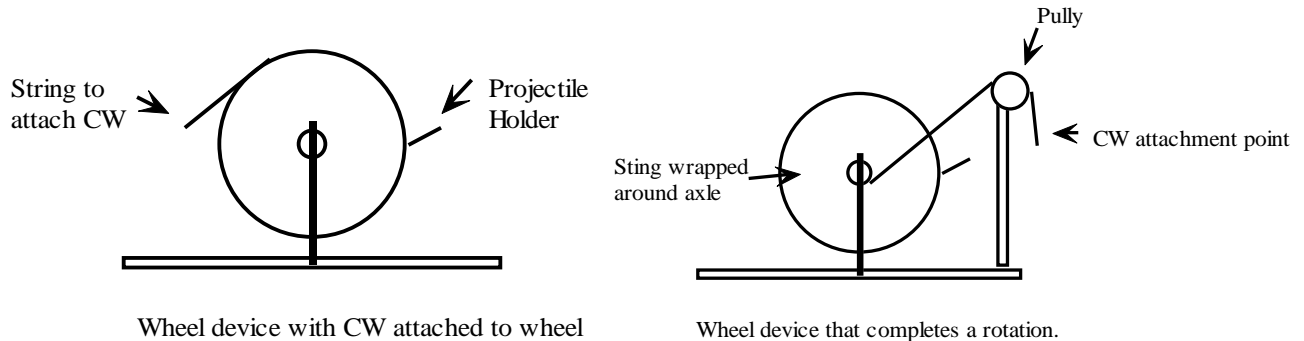 String to
attach CW
Projectile
Holder
Wheel device with CW attached to wheel
Pully
CW attachment point
Sting wrapped
around axle
Wheel device that completes a rotation.